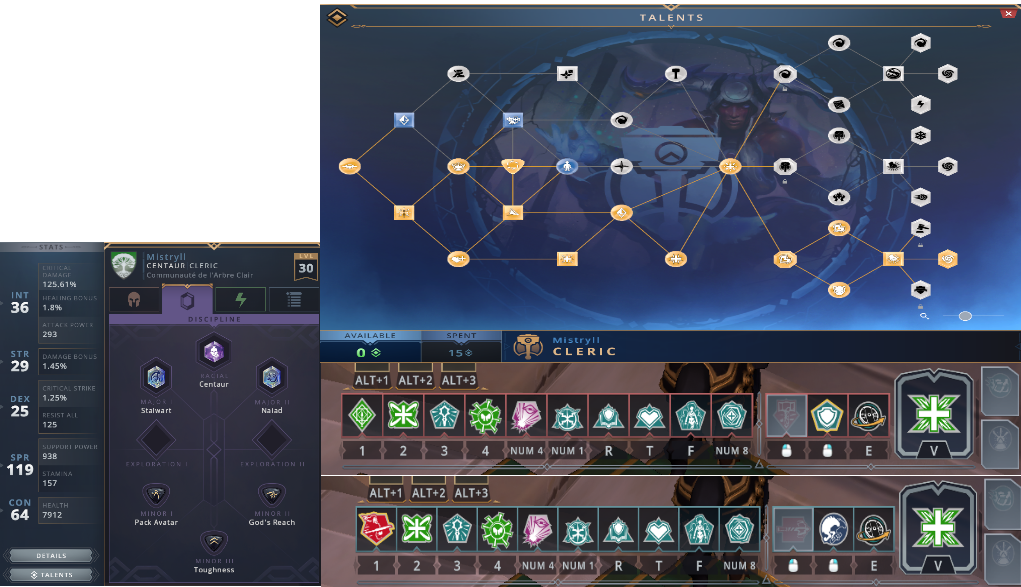 TALENTS
STATS
CRITICAL
DAMAGE
125.61%
INT
36
HEALING BONUS
1.8%
ATTACK POWER
293
STR
29
DAMAGE BONUS
1.45%
DEX
25
CRITICAL STRIKE
1.25%
RESIST ALL
125
SPR
119
SUPPORT POWER
938
STAMINA
157
CON
64
HEALTH
7912
DETAILS
TALENTS
Mistryll
CENTAUR CLERIC
Communauté de l'Arbre Clair
LVL
30
DISCIPLINE
RACIAL
Centaur
MAJOR I
Stalwart
MAJOR II
Naiad
EXPLORATION I
EXPLORATION II
MINOR I
Pack Avatar
MINOR II
God's Reach
MINOR III
Toughness
AVAILABLE
0
SPENT
15
Mistryll
CLERIC
ALT+1 ALT+2 ALT+3
1 2 3 4 NUM 4 NUM 1 R T F NUM 8 E V
ALT+1 ALT+2 ALT+3
1 2 3 4 NUM 4 NUM 1 R T F NUM 8 E V